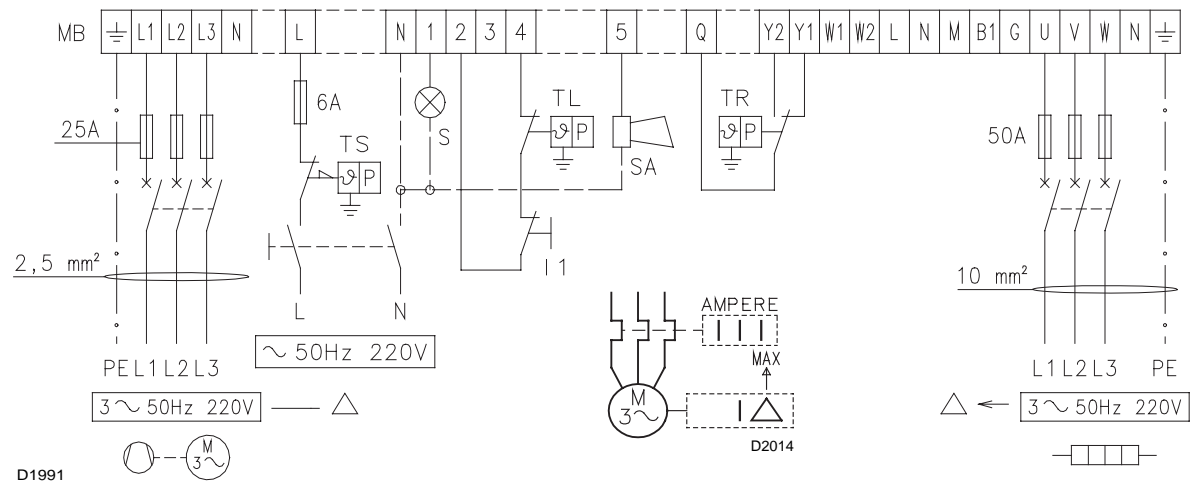 MB ⏚ L1 L2 L3 N L N 1 2 3 4 5 Q Y2 Y1 W1 W2 L N M B1 G U V W N ⏚
25A 6A TS ϑ P S TL ϑ P SA TR ϑ P 50A
2,5 mm² I1 10 mm²
L N
AMPERE
~ 50Hz 220V
MAX
PE L1 L2 L3 L1 L2 L3 PE
3~ 50Hz 220V △ M 3~ I △ △ 3~ 50Hz 220V
D2014
M 3~
D1991